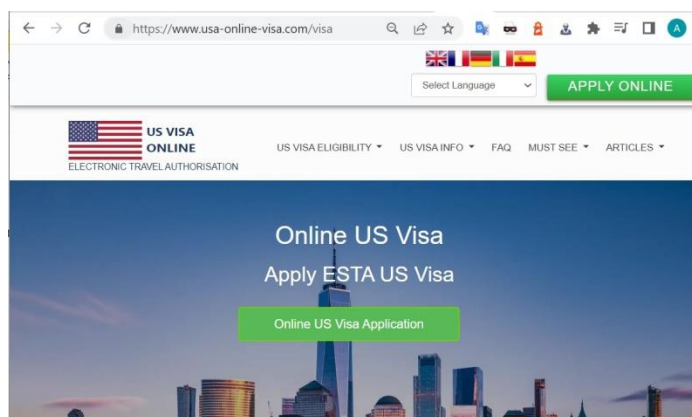 https://www.usa-online-visa.com/visa
A
Select Language
APPLY ONLINE
US VISA
ONLINE
ELECTRONIC TRAVEL AUTHORISATION
US VISA ELIGIBILITY
US VISA INFO
FAQ
MUST SEE
ARTICLES
Online US Visa
Apply ESTA US Visa
Online US Visa Application